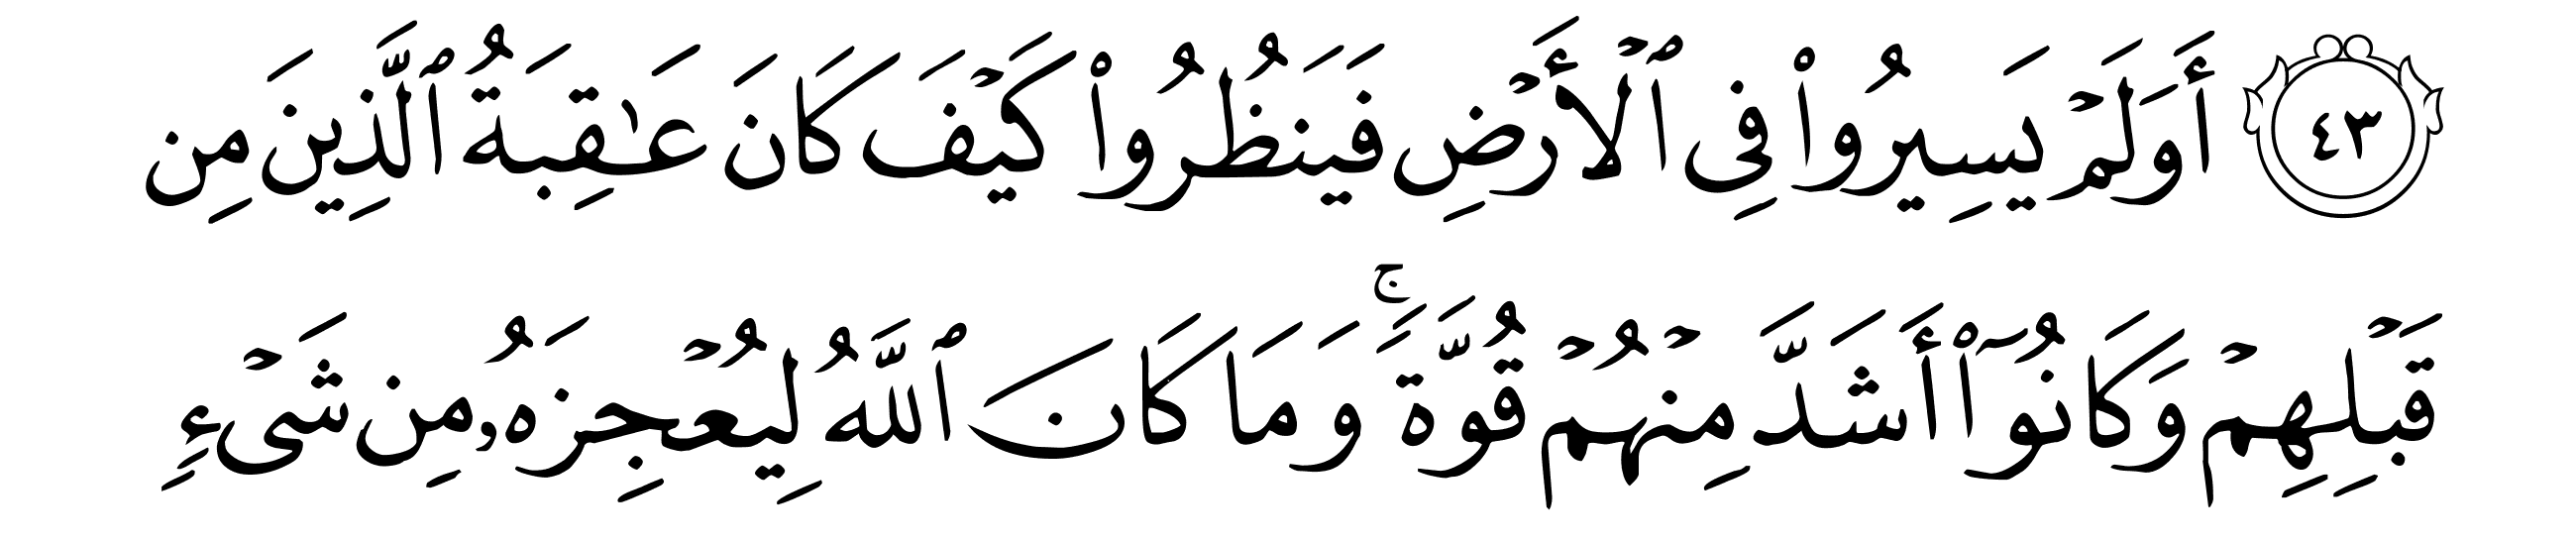 ٤٣ أَوَلَمْ يَسِيرُوا۟ فِى ٱلْأَرْضِ فَيَنظُرُوا۟ كَيْفَ كَانَ عَـٰقِبَةُ ٱلَّذِينَ مِن
قَبْلِهِمْ وَكَانُوٓا۟ أَشَدَّ مِنْهُمْ قُوَّةً ۚ وَمَا كَانَ ٱللَّهُ لِيُعْجِزَهُۥ مِن شَىْءٍ